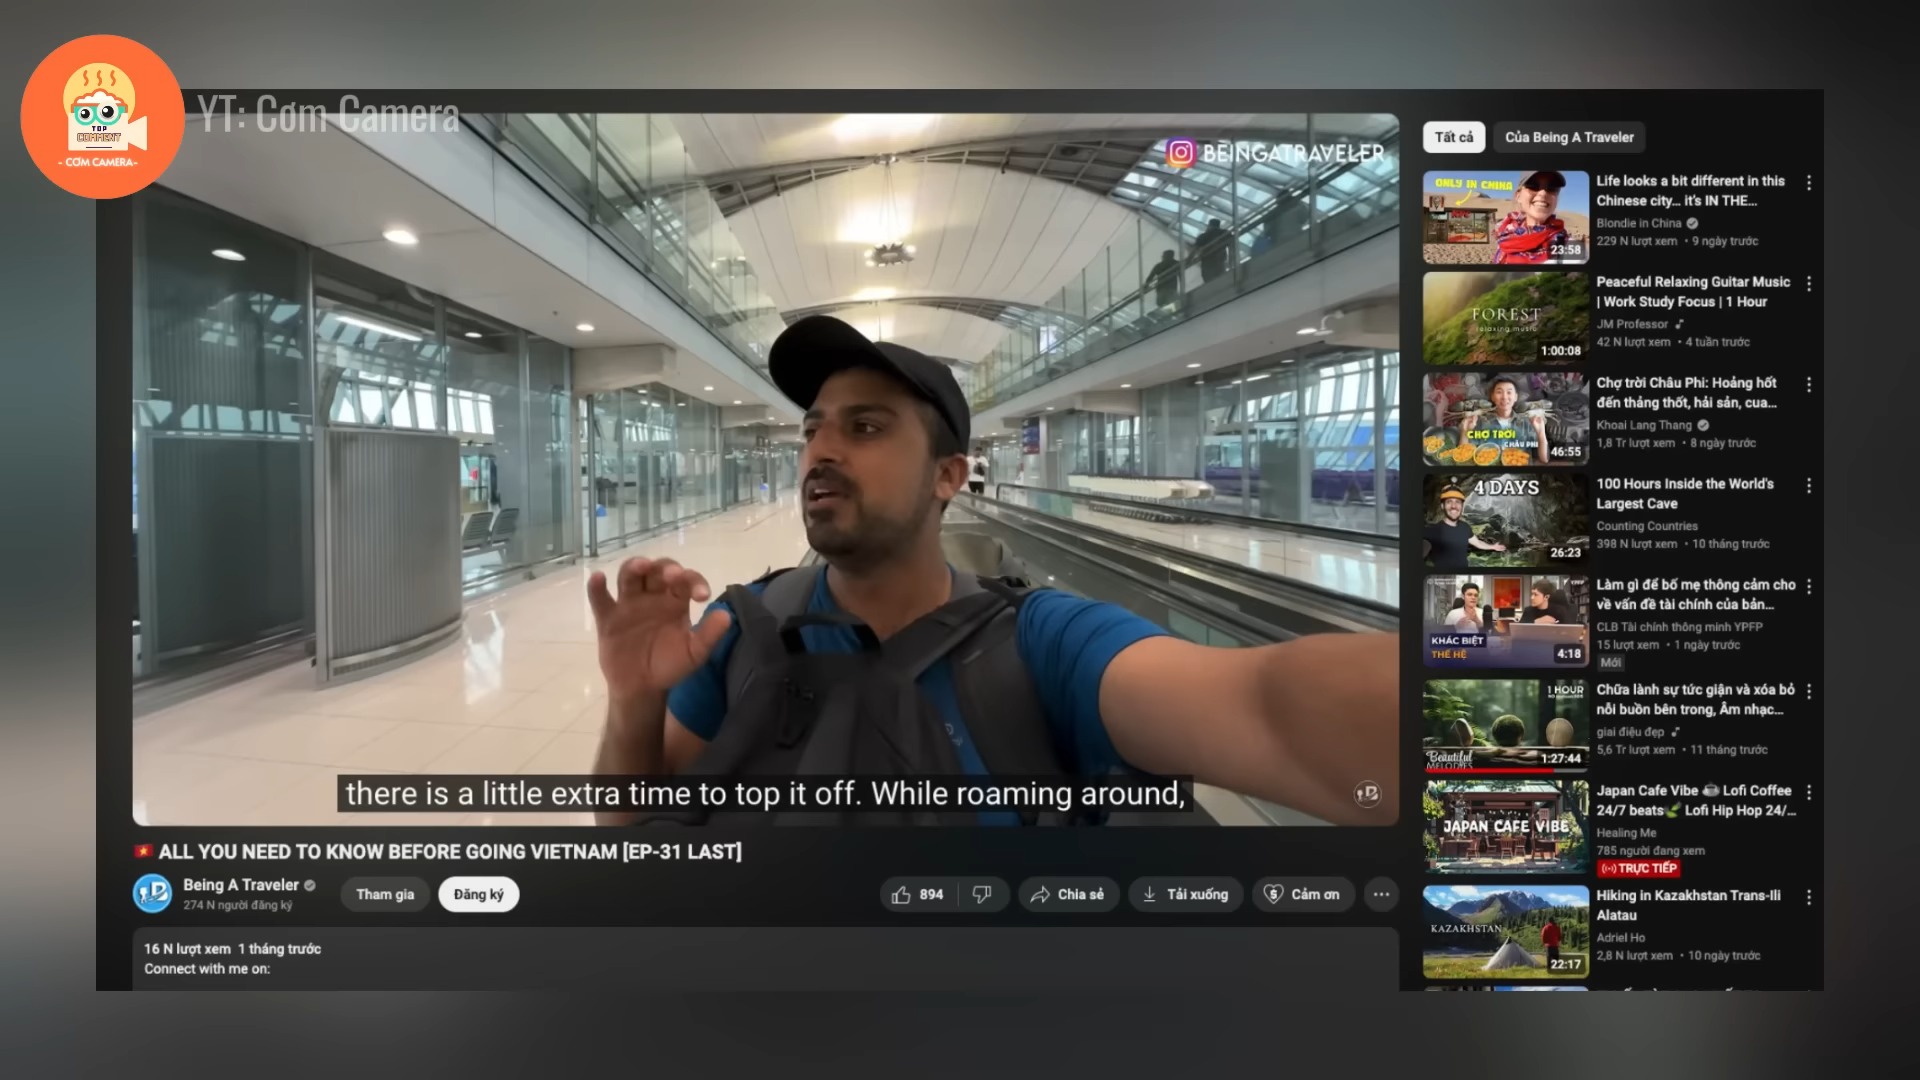 TOP
COMMENT
- CƠM CAMERA-
YT: Cơm Camera
BEINGATRAVELER
there is a little extra time to top it off. While roaming around,
ALL YOU NEED TO KNOW BEFORE GOING VIETNAM [EP-31 LAST]
Being A Traveler
274 N người đăng ký
Tham gia
Đăng ký
894
Chia sẻ
Tải xuống
Cảm ơn
16 N lượt xem 1 tháng trước
Connect with me on:
Tất cả
Của Being A Traveler
ONLY IN CHINA
23:58
Life looks a bit different in this
Chinese city... it's IN THE...
Blondie in China
229 N lượt xem • 9 ngày trước
FOREST
relaxing music
1:00:08
Peaceful Relaxing Guitar Music
| Work Study Focus | 1 Hour
JM Professor
42 N lượt xem • 4 tuần trước
CHỢ TRỜI
CHÂU PHI
46:55
Chợ trời Châu Phi: Hoảng hốt
đến thảng thốt, hải sản, cua...
Khoai Lang Thang
1,8 Tr lượt xem • 8 ngày trước
4 DAYS
26:23
100 Hours Inside the World's
Largest Cave
Counting Countries
398 N lượt xem • 10 tháng trước
KHÁC BIỆT
THẾ HỆ
4:18
Làm gì để bố mẹ thông cảm cho
về vấn đề tài chính của bản...
CLB Tài chính thông minh YPFP
15 lượt xem • 1 ngày trước
Mới
1 HOUR
Beautiful
MELODIES
1:27:44
Chữa lành sự tức giận và xóa bỏ
nỗi buồn bên trong, Âm nhạc...
giai điệu đẹp
5,6 Tr lượt xem • 11 tháng trước
JAPAN CAFE VIBE
Japan Cafe Vibe Lofi Coffee
24/7 beats Lofi Hip Hop 24/...
Healing Me
785 người đang xem
TRỰC TIẾP
KAZAKHSTAN
22:17
Hiking in Kazakhstan Trans-Ili
Alatau
Adriel Ho
2,8 N lượt xem • 10 ngày trước